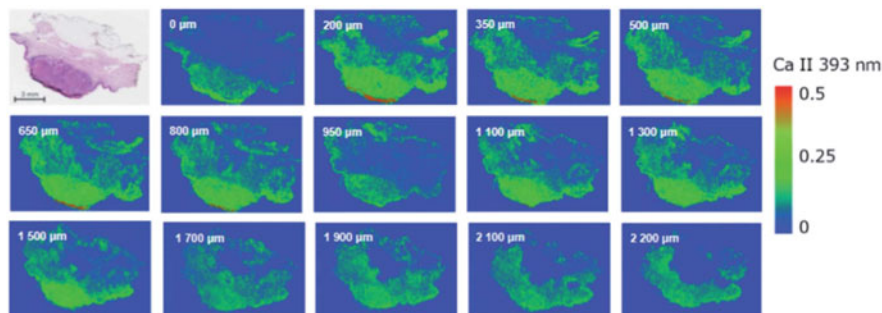 0 µm
200 µm
350 µm
500 µm
Ca II 393 nm
0.5
0.25
0
3 mm
650 µm
800 µm
950 µm
1 100 µm
1 300 µm
1 500 µm
1 700 µm
1 900 µm
2 100 µm
2 200 µm